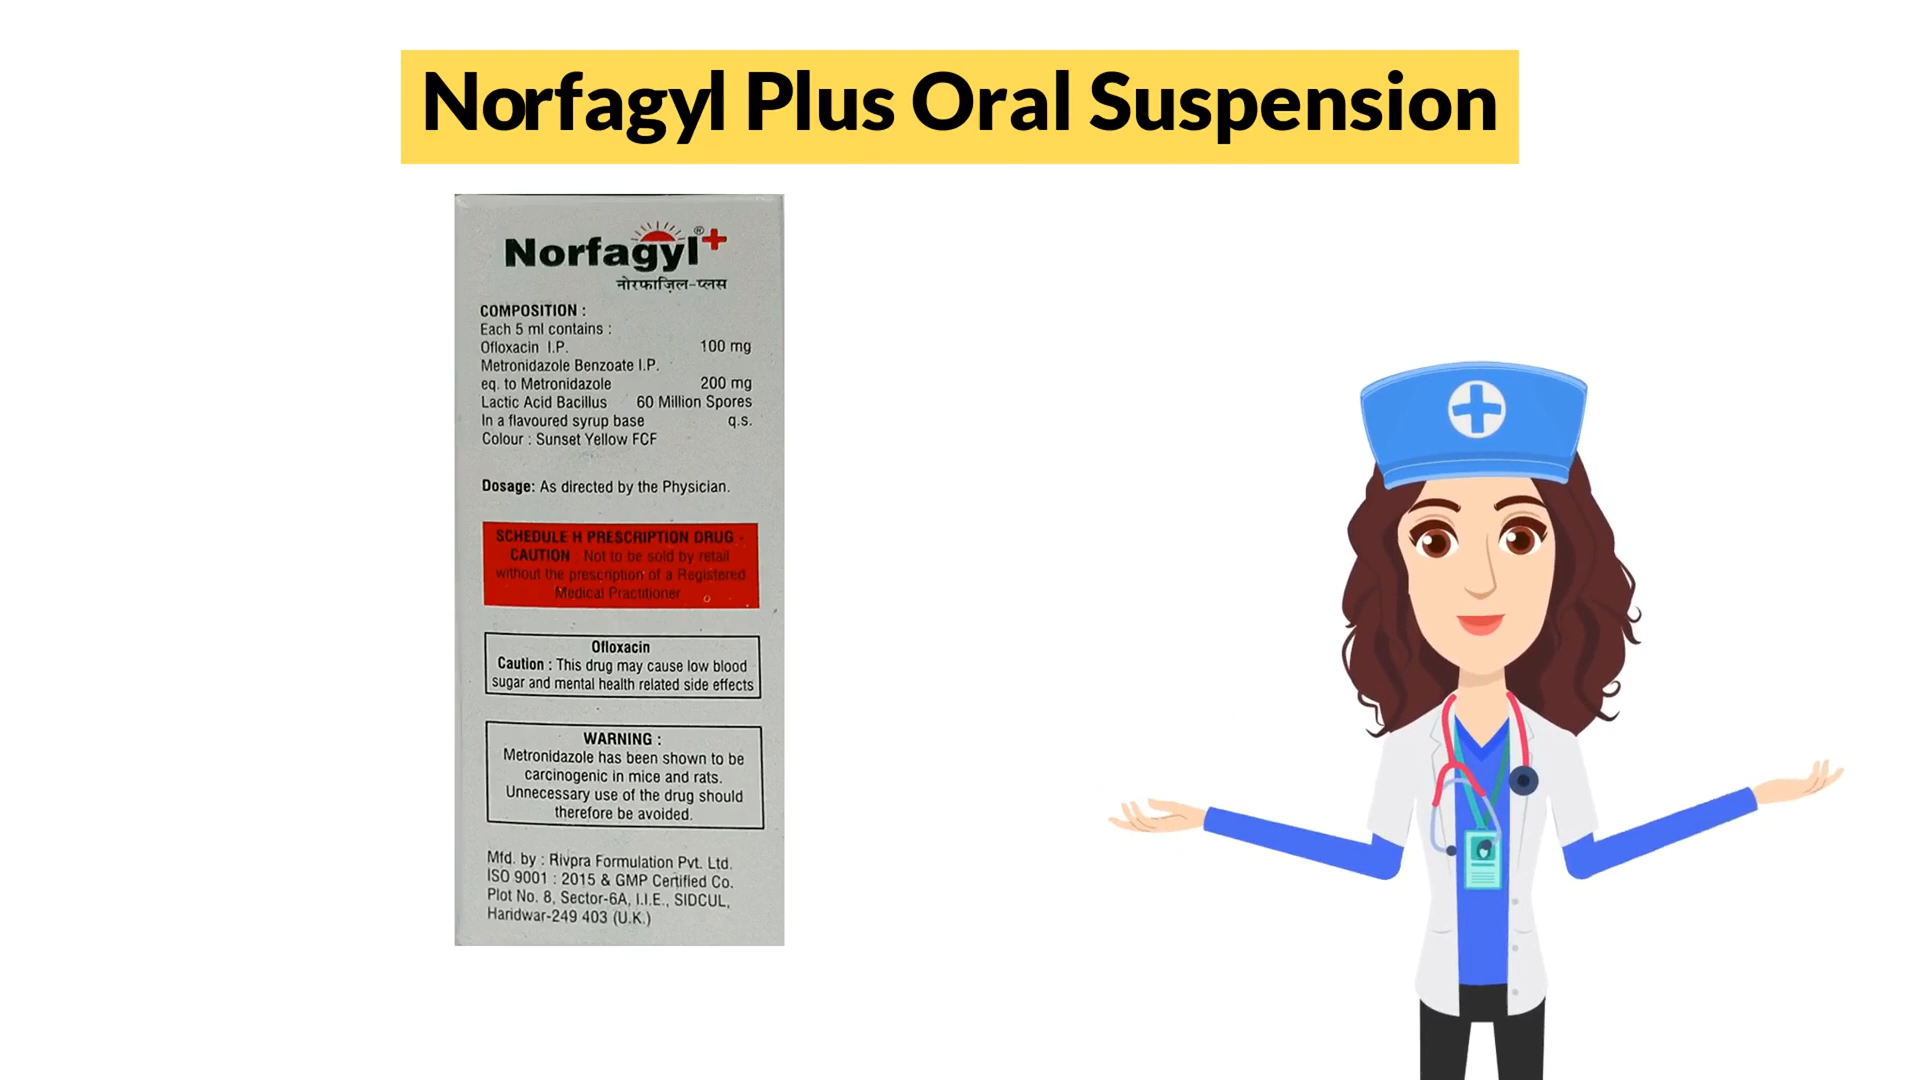 Norfagyl Plus Oral Suspension
Norfagyl®+
नोरफाज़िल-प्लस
COMPOSITION :
Each 5 ml contains :
Ofloxacin I.P. 100 mg
Metronidazole Benzoate I.P.
eq. to Metronidazole 200 mg
Lactic Acid Bacillus 60 Million Spores
In a flavoured syrup base q.s.
Colour : Sunset Yellow FCF
Dosage: As directed by the Physician.
SCHEDULE H PRESCRIPTION DRUG -
CAUTION Not to be sold by retail
without the prescription of a Registered
Medical Practitioner
Ofloxacin
Caution : This drug may cause low blood
sugar and mental health related side effects
WARNING :
Metronidazole has been shown to be
carcinogenic in mice and rats.
Unnecessary use of the drug should
therefore be avoided.
Mfd. by : Rivpra Formulation Pvt. Ltd.
ISO 9001 : 2015 & GMP Certified Co.
Plot No. 8, Sector-6A, I.I.E., SIDCUL,
Haridwar-249 403 (U.K.)